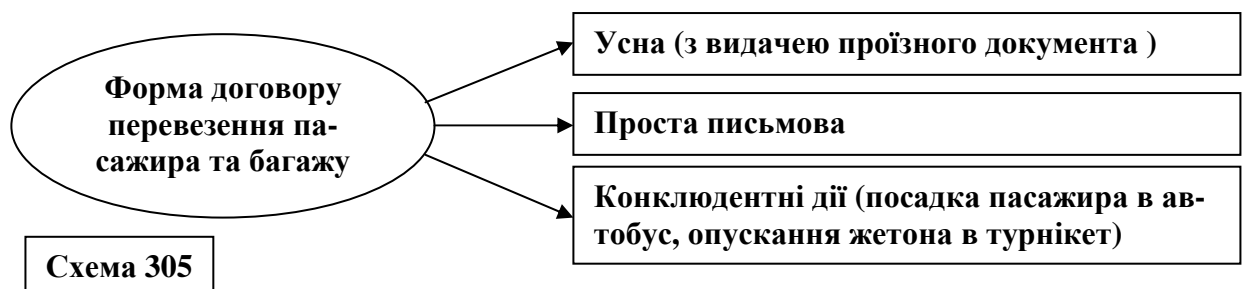 Форма договору
перевезення па-
сажира та багажу
Усна (з видачею проїзного документа )
Проста письмова
Конклюдентні дії (посадка пасажира в ав-
тобус, опускання жетона в турнікет)
Схема 305